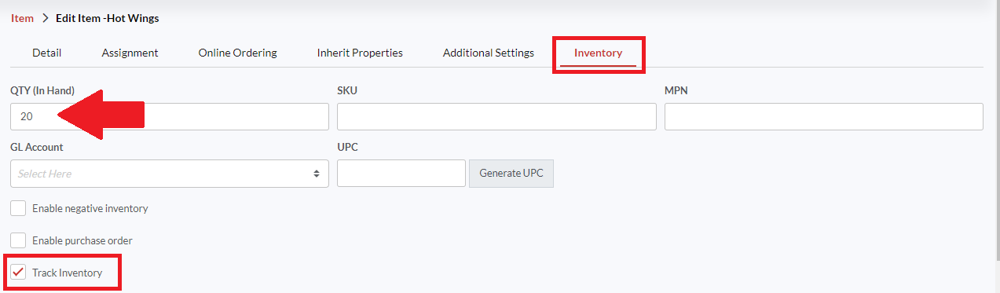 Item > Edit Item -Hot Wings
Detail Assignment Online Ordering Inherit Properties Additional Settings Inventory
QTY (In Hand) SKU MPN
20
GL Account UPC
Select Here Generate UPC
Enable negative inventory
Enable purchase order
Track Inventory